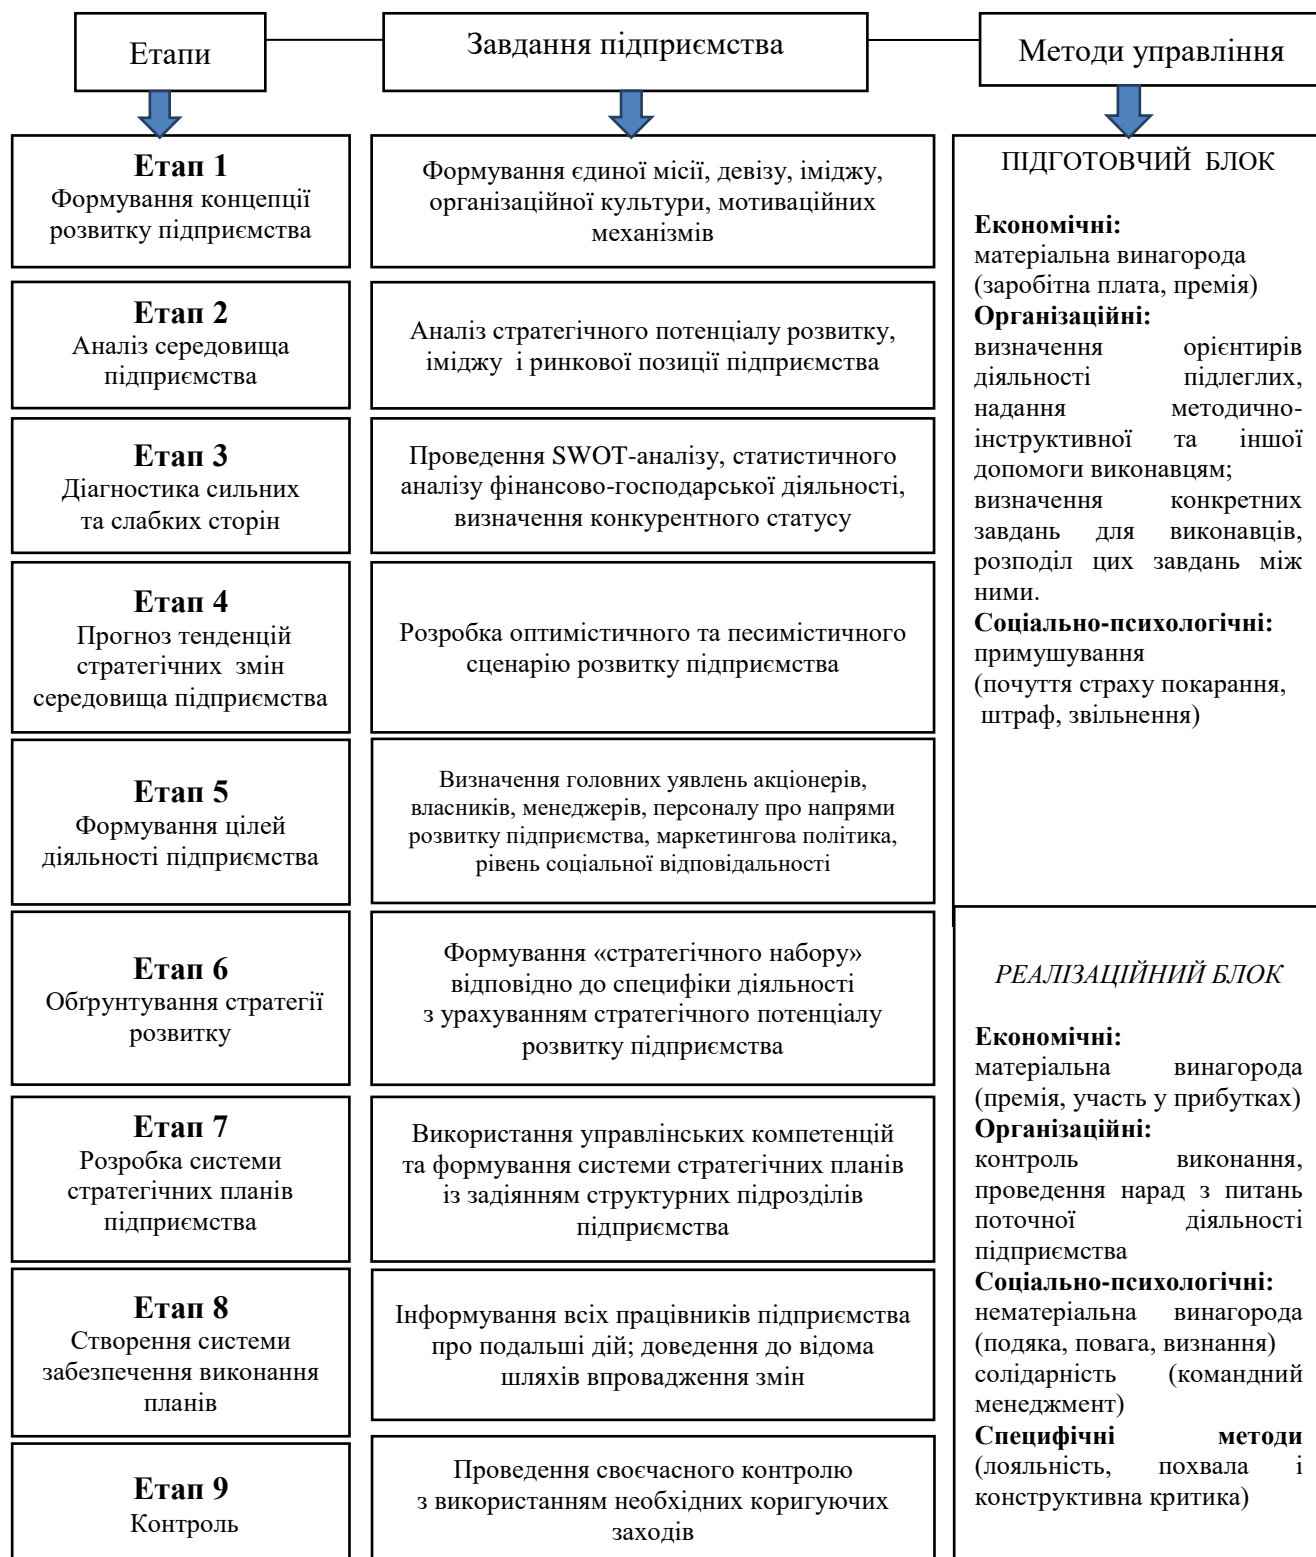 Етапи
Завдання підприємства
Методи управління
Етап 1
Формування концепції
розвитку підприємства
Формування єдиної місії, девізу, іміджу,
організаційної культури, мотиваційних
механізмів
Етап 2
Аналіз середовища
підприємства
Аналіз стратегічного потенціалу розвитку,
іміджу і ринкової позиції підприємства
Етап 3
Діагностика сильних
та слабких сторін
Проведення SWOT-аналізу, статистичного
аналізу фінансово-господарської діяльності,
визначення конкурентного статусу
Етап 4
Прогноз тенденцій
стратегічних змін
середовища підприємства
Розробка оптимістичного та песимістичного
сценарію розвитку підприємства
Етап 5
Формування цілей
діяльності підприємства
Визначення головних уявлень акціонерів,
власників, менеджерів, персоналу про напрями
розвитку підприємства, маркетингова політика,
рівень соціальної відповідальності
Етап 6
Обґрунтування стратегії
розвитку
Формування «стратегічного набору»
відповідно до специфіки діяльності
з урахуванням стратегічного потенціалу
розвитку підприємства
Етап 7
Розробка системи
стратегічних планів
підприємства
Використання управлінських компетенцій
та формування системи стратегічних планів
із задіянням структурних підрозділів
підприємства
Етап 8
Створення системи
забезпечення виконання
планів
Інформування всіх працівників підприємства
про подальші дій; доведення до відома
шляхів впровадження змін
Етап 9
Контроль
Проведення своєчасного контролю
з використанням необхідних коригуючих
заходів
ПІДГОТОВЧИЙ БЛОК
Економічні:
матеріальна винагорода
(заробітна плата, премія)
Організаційні:
визначення орієнтирів
діяльності підлеглих,
надання методично-
інструктивної та іншої
допомоги виконавцям;
визначення конкретних
завдань для виконавців,
розподіл цих завдань між
ними.
Соціально-психологічні:
примушування
(почуття страху покарання,
штраф, звільнення)
РЕАЛІЗАЦІЙНИЙ БЛОК
Економічні:
матеріальна винагорода
(премія, участь у прибутках)
Організаційні:
контроль виконання,
проведення нарад з питань
поточної діяльності
підприємства
Соціально-психологічні:
нематеріальна винагорода
(подяка, повага, визнання)
солідарність (командний
менеджмент)
Специфічні методи
(лояльність, похвала і
конструктивна критика)